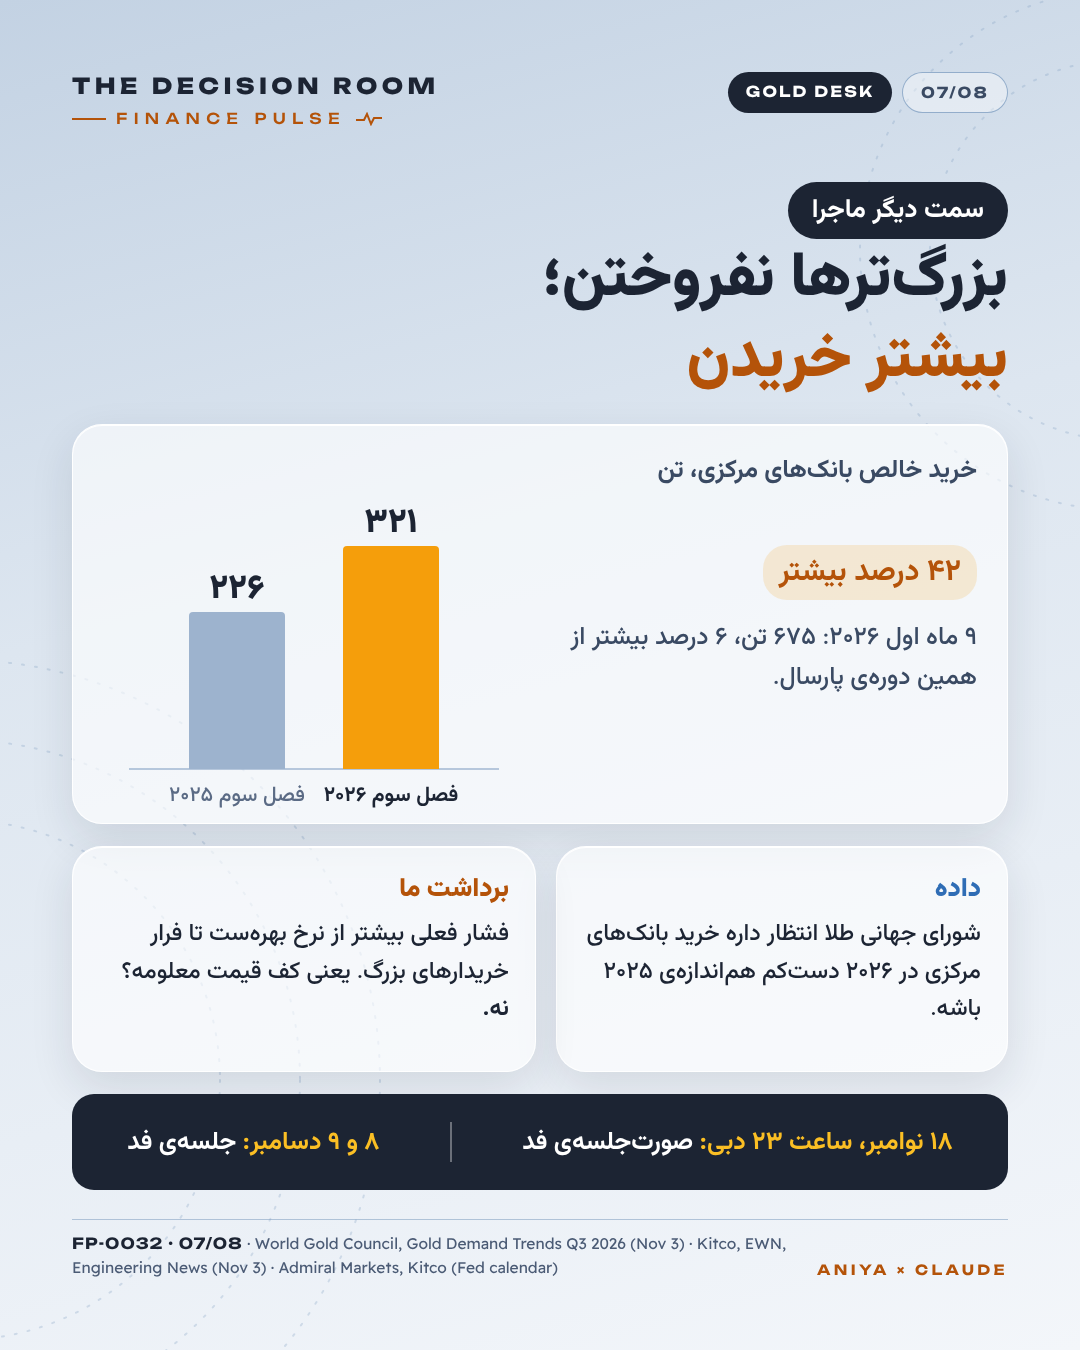 THE DECISION ROOM
FINANCE PULSE
GOLD DESK
07/08
سمت دیگر ماجرا
بزرگ‌ترها نفروختن؛
بیشتر خریدن
خرید خالص بانک‌های مرکزی، تن
۴۲ درصد بیشتر
۹ ماه اول ۲۰۲۶: ۶۷۵ تن، ۶ درصد بیشتر از
همین دوره‌ی پارسال.
۳۲۱
۲۲۶
فصل سوم ۲۰۲۶
فصل سوم ۲۰۲۵
داده
شورای جهانی طلا انتظار داره خرید بانک‌های
مرکزی در ۲۰۲۶ دست‌کم هم‌اندازه‌ی ۲۰۲۵
باشه.
برداشت ما
فشار فعلی بیشتر از نرخ بهره‌ست تا فرار
خریدارهای بزرگ. یعنی کف قیمت معلومه؟
نه.
۱۸ نوامبر، ساعت ۲۳ دبی: صورت‌جلسه‌ی فد
۸ و ۹ دسامبر: جلسه‌ی فد
FP-0032 · 07/08 · World Gold Council, Gold Demand Trends Q3 2026 (Nov 3) · Kitco, EWN,
Engineering News (Nov 3) · Admiral Markets, Kitco (Fed calendar)
ANIYA × CLAUDE